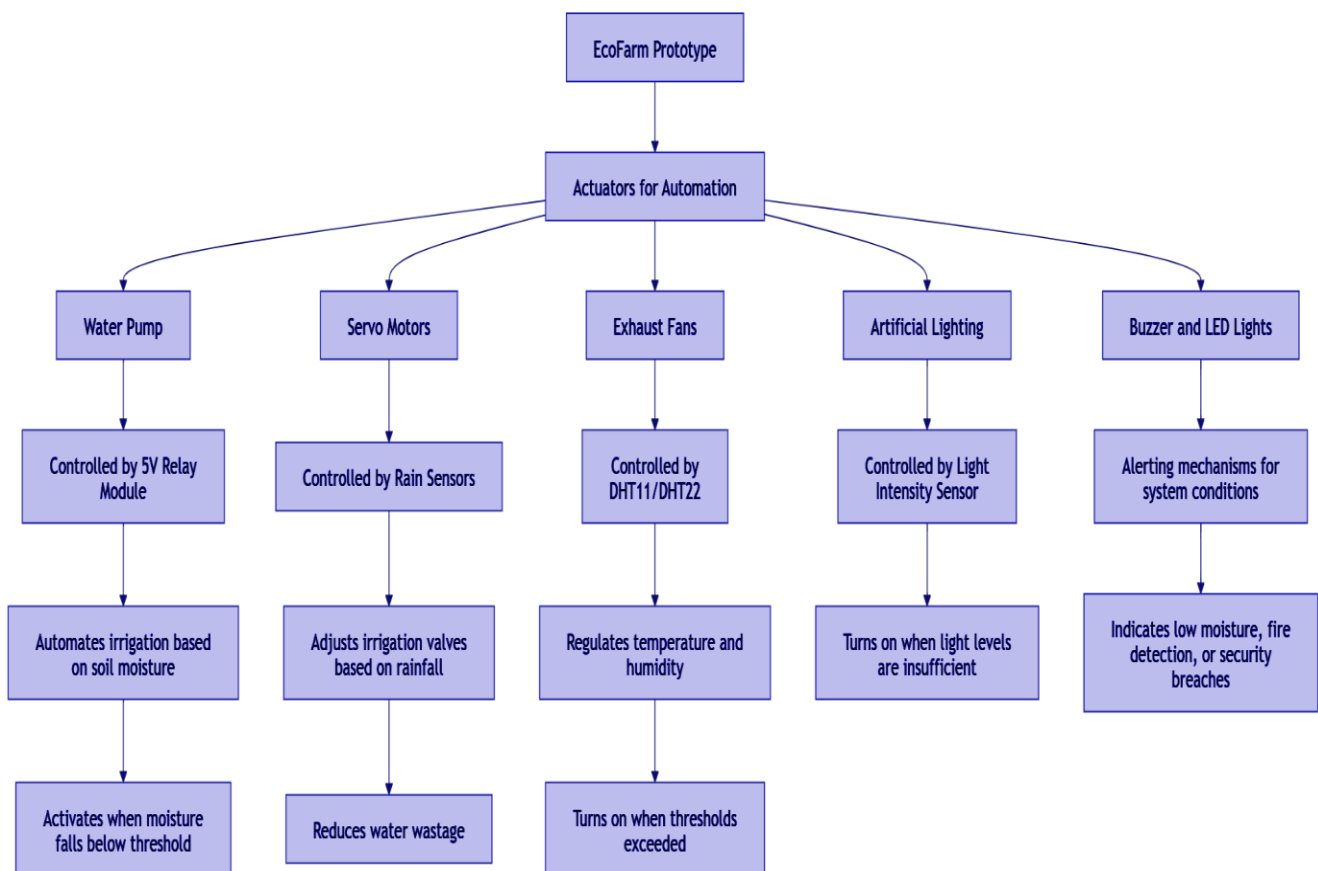 EcoFarm Prototype
Actuators for Automation
Water Pump
Servo Motors
Exhaust Fans
Artificial Lighting
Buzzer and LED Lights
Controlled by 5V Relay
Module
Controlled by Rain Sensors
Controlled by
DHT11/DHT22
Controlled by Light
Intensity Sensor
Alerting mechanisms for
system conditions
Automates irrigation based
on soil moisture
Adjusts irrigation valves
based on rainfall
Regulates temperature and
humidity
Turns on when light levels
are insufficient
Indicates low moisture, fire
detection, or security
breaches
Activates when moisture
falls below threshold
Reduces water wastage
Turns on when thresholds
exceeded